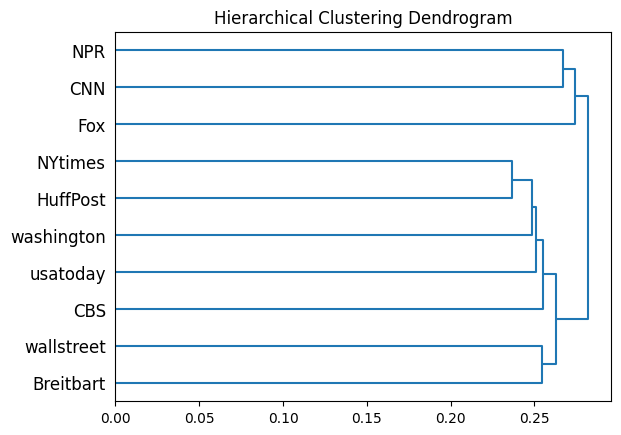 Hierarchical Clustering Dendrogram
NPR
CNN
Fox
NYtimes
HuffPost
washington
usatoday
CBS
wallstreet
Breitbart
0.00 0.05 0.10 0.15 0.20 0.25